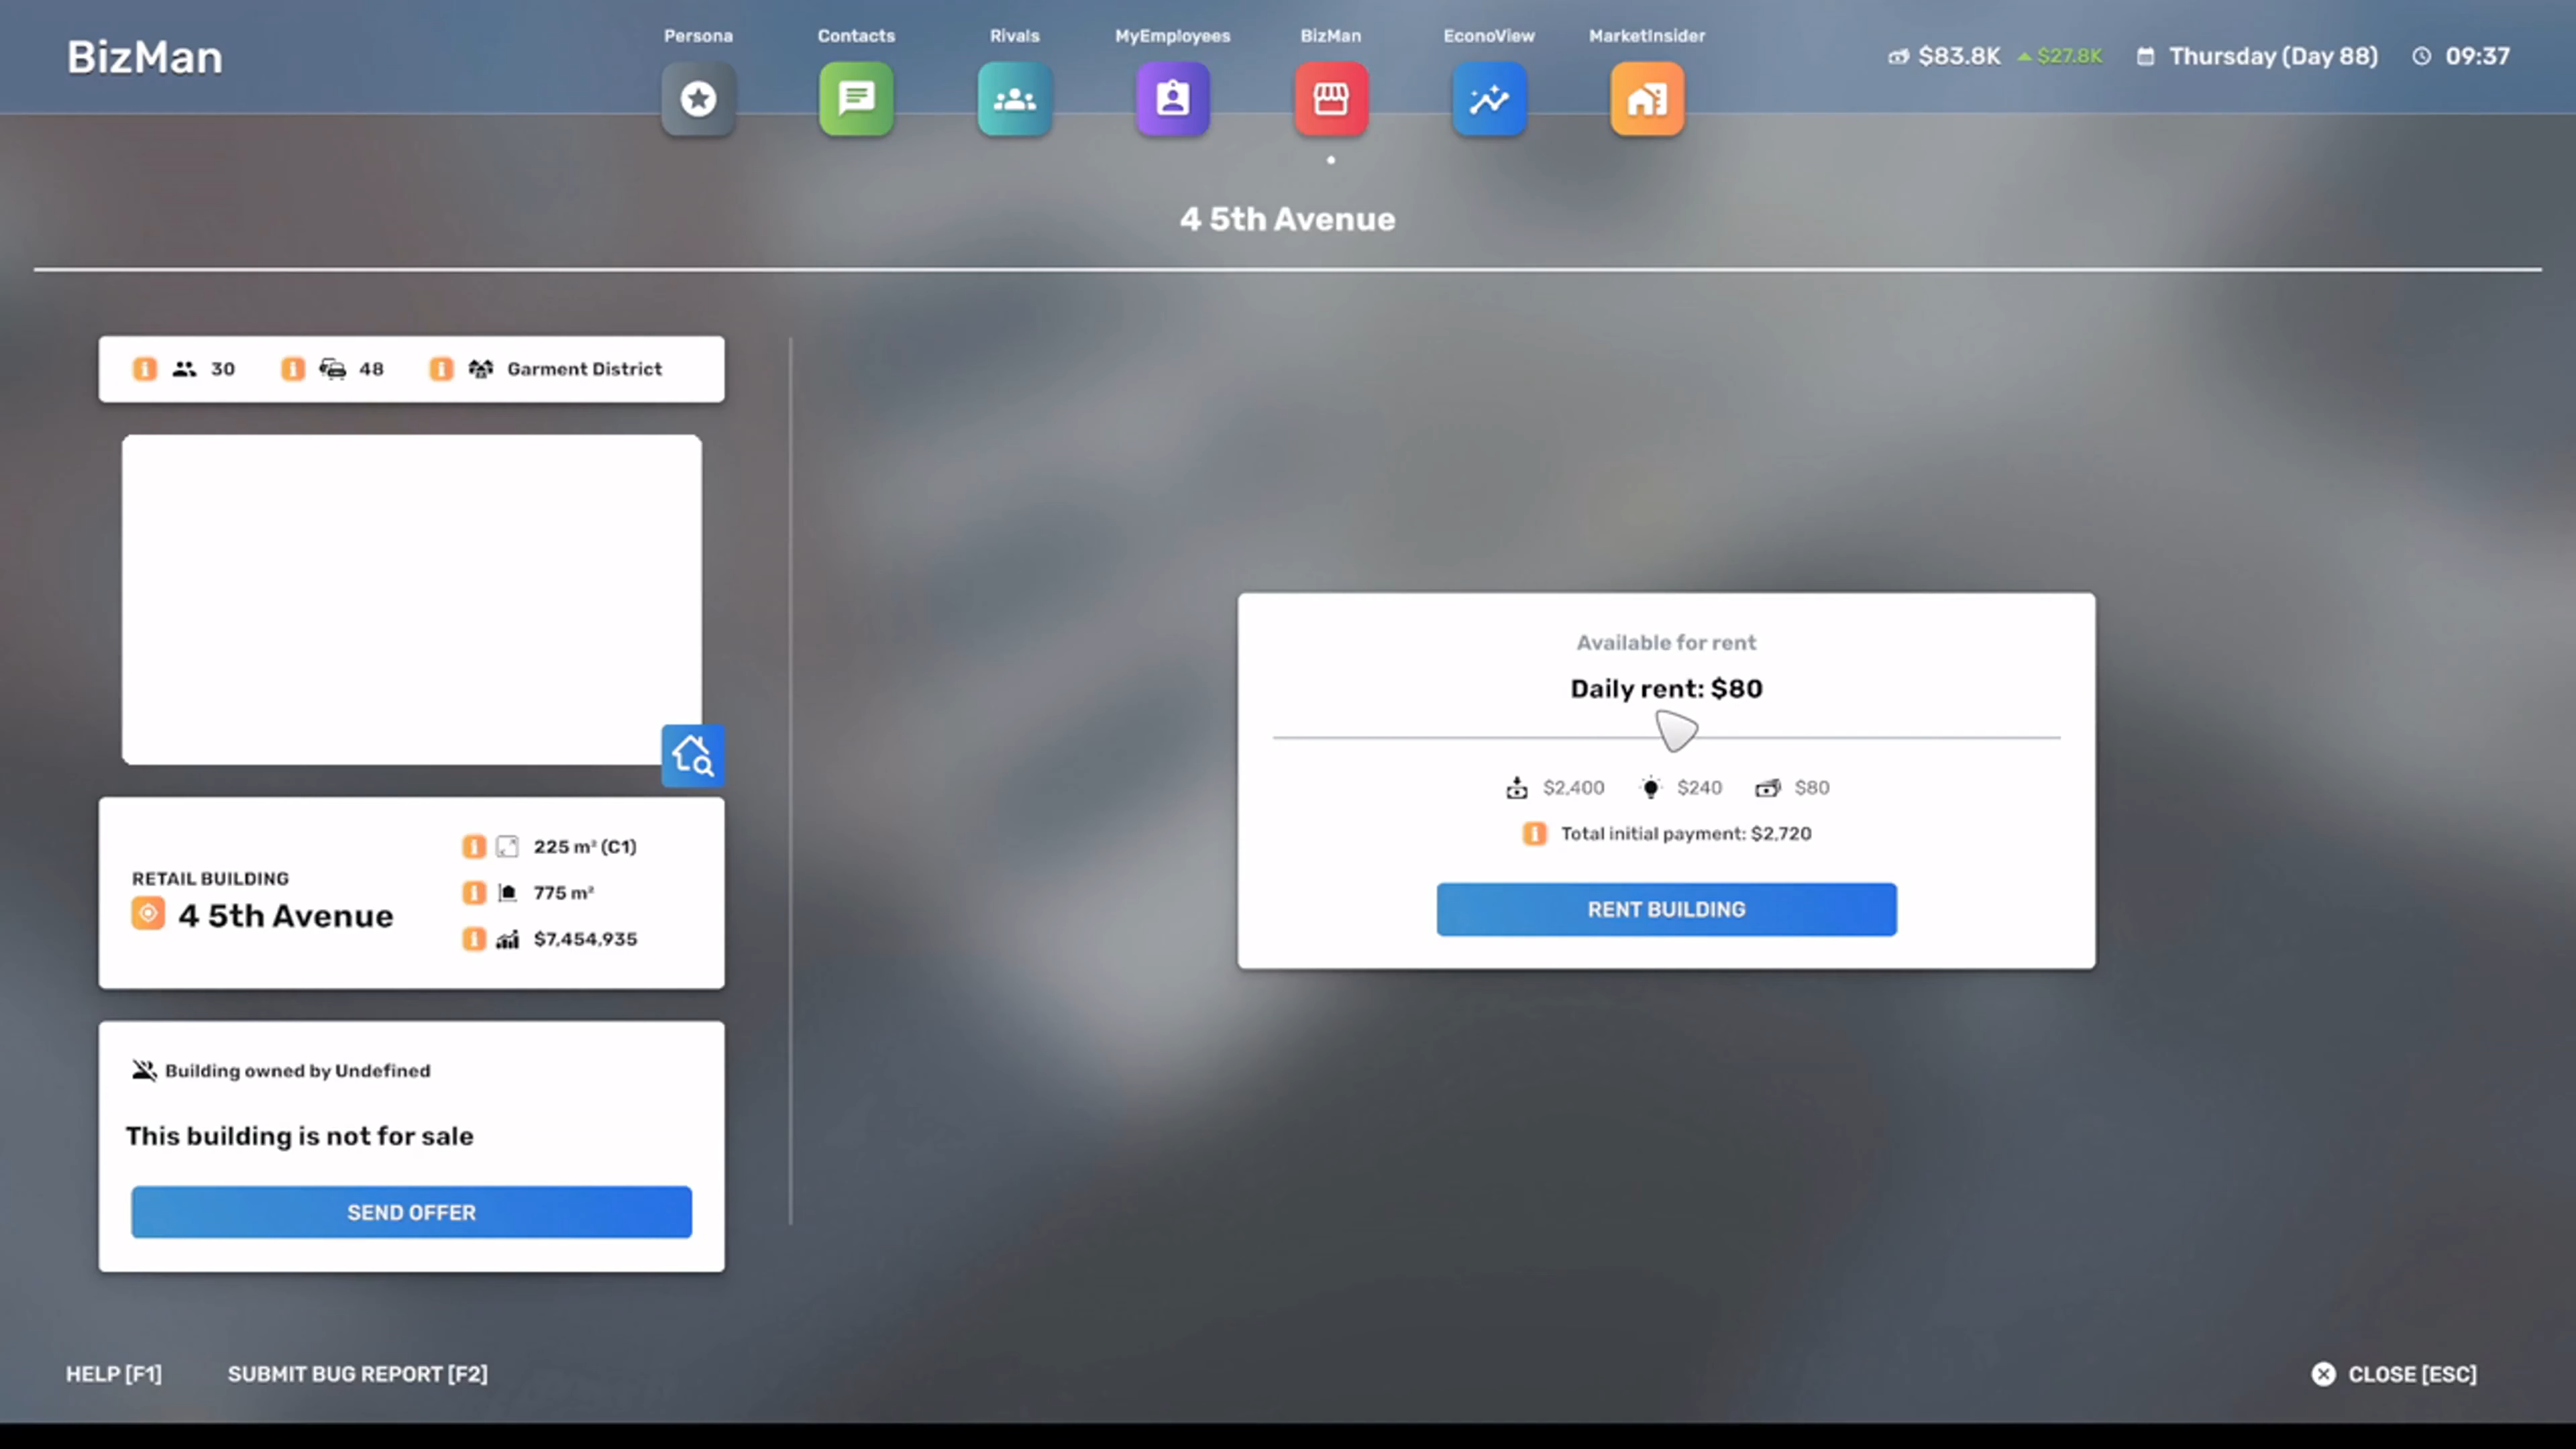 BizMan
Persona
Contacts
Rivals
MyEmployees
BizMan
EconoView
MarketInsider
$83.8K $27.8K Thursday (Day 88) 09:37
4 5th Avenue
30 48 Garment District
225 m² (C1)
775 m²
$7,454,935
RETAIL BUILDING
4 5th Avenue
Building owned by Undefined
This building is not for sale
SEND OFFER
Available for rent
Daily rent: $80
$2,400 $240 $80
Total initial payment: $2,720
RENT BUILDING
HELP [F1] SUBMIT BUG REPORT [F2]
CLOSE [ESC]